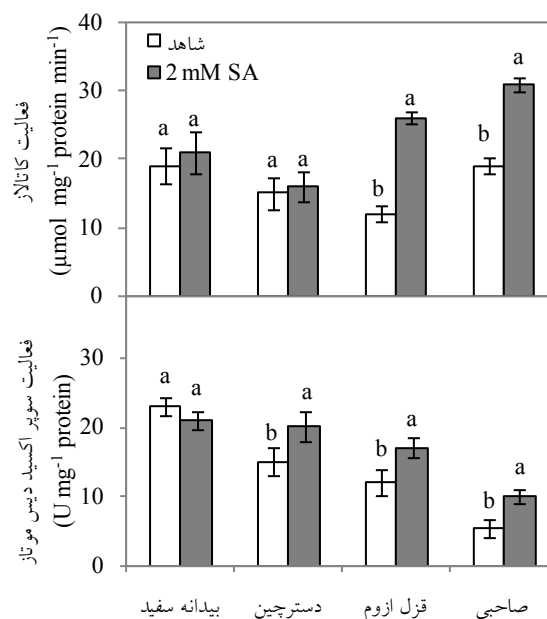 40
30
20
10
0
شاهد
2 mM SA
فعالیت کاتالاز
(µmol mg⁻¹ protein min⁻¹)
a a a a b a b a
30
20
10
0
فعالیت سوپر اکسید دیس موتاز
(U mg⁻¹ protein)
a a b a b a b a
بیدانه سفید دسترچین قزل ازوم صاحبی